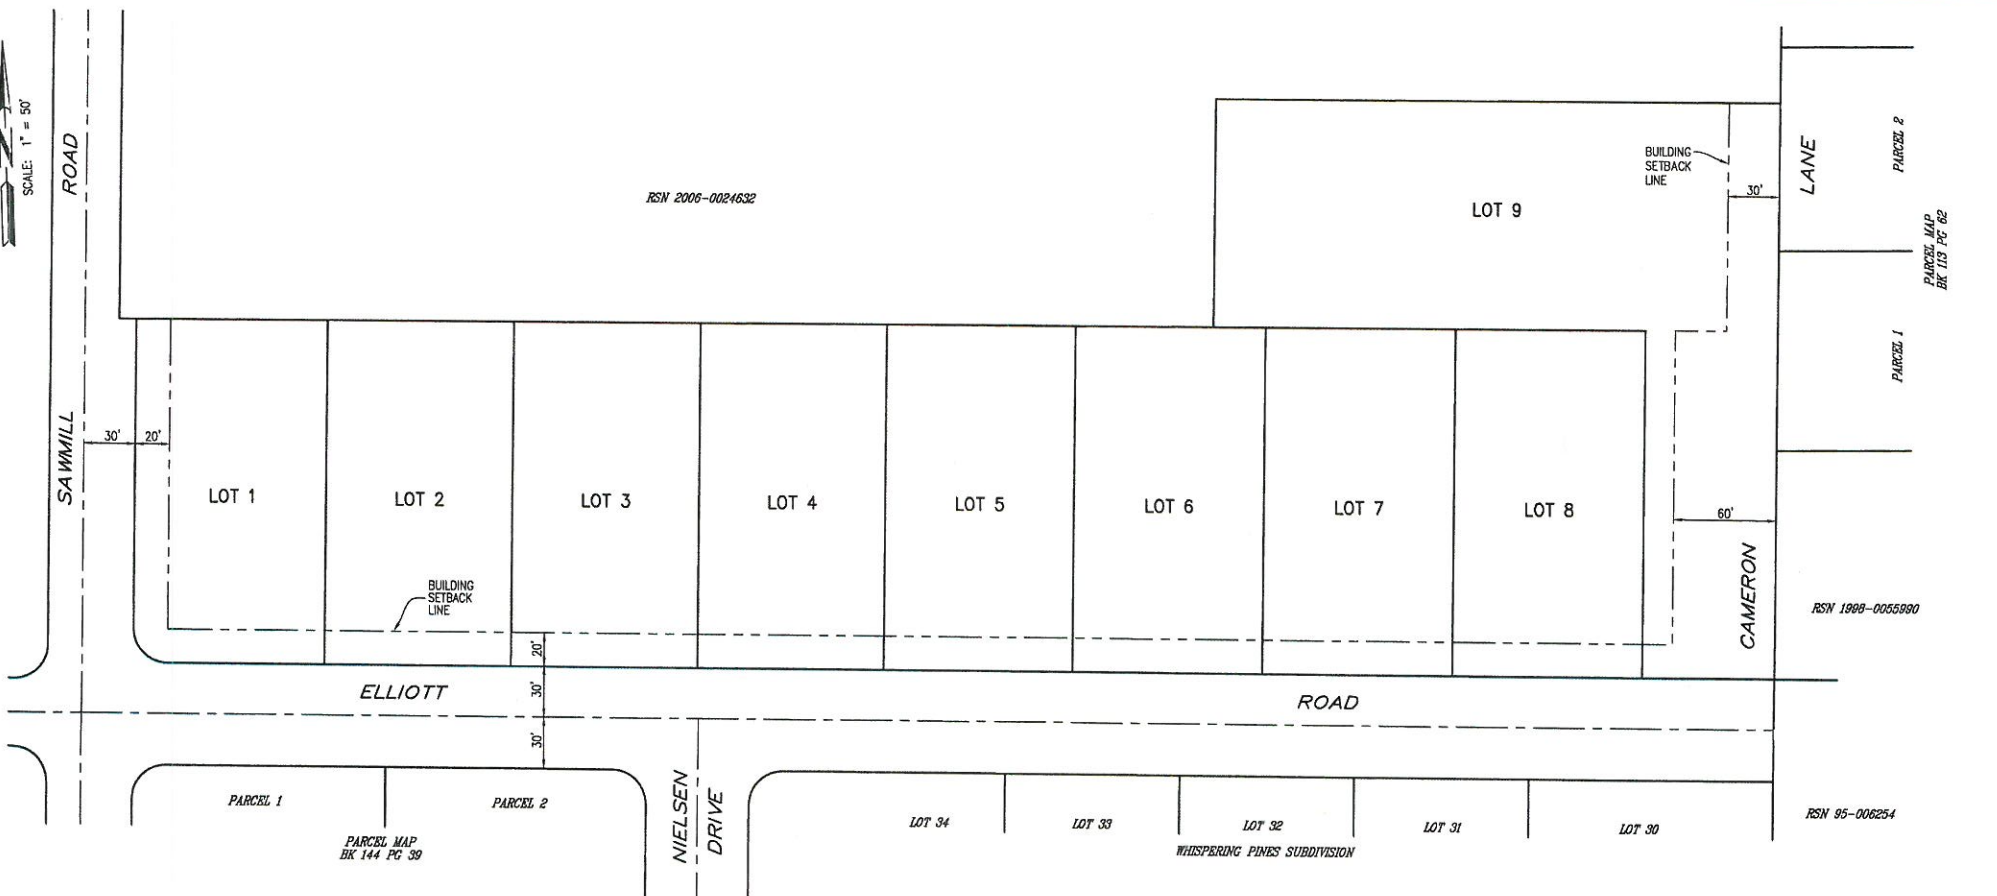 SCALE: 1" = 50'
ROAD
SAWMILL
RSN 2006-0024632
BUILDING
SETBACK
LINE
30'
LOT 9
LANE
PARCEL 2
PARCEL MAP
BK 113 PG 62
PARCEL 1
30'
20'
LOT 1
LOT 2
LOT 3
LOT 4
LOT 5
LOT 6
LOT 7
LOT 8
60'
CAMERON
BUILDING
SETBACK
LINE
RSN 1998-0055990
20'
30'
30'
ELLIOTT
ROAD
PARCEL 1
PARCEL 2
PARCEL MAP
BK 144 PG 39
NIELSEN
DRIVE
LOT 34
LOT 33
LOT 32
LOT 31
LOT 30
WHISPERING PINES SUBDIVISION
RSN 95-006254